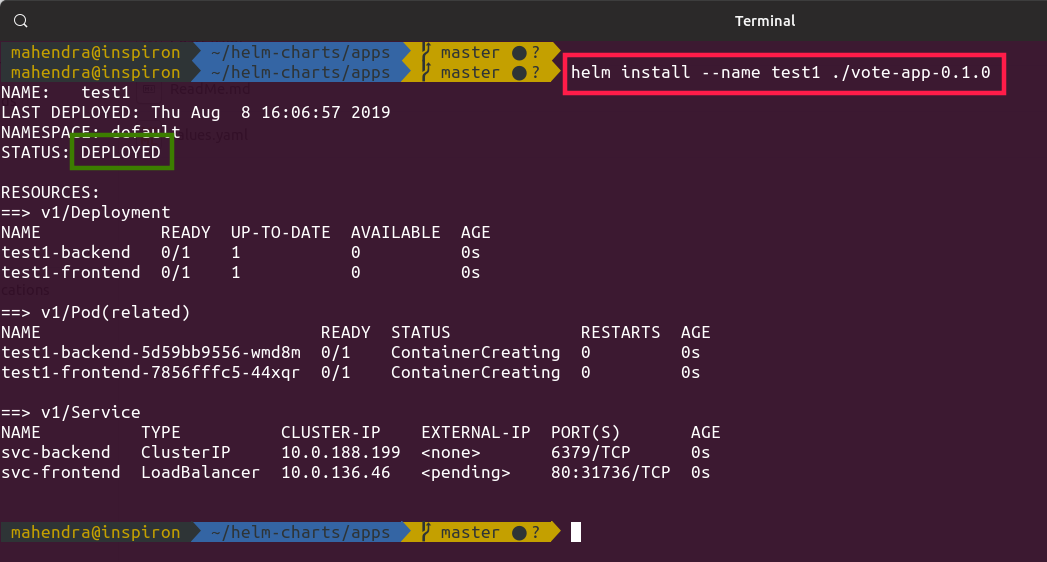 Terminal
mahendra@inspiron ~/helm-charts/apps master ● ?
mahendra@inspiron ~/helm-charts/apps master ● ? helm install --name test1 ./vote-app-0.1.0
NAME:   test1
ReadMe.md
LAST DEPLOYED: Thu Aug  8 16:06:57 2019
NAMESPACE: default
alues.yaml
STATUS: DEPLOYED
RESOURCES:
==> v1/Deployment
NAME            READY  UP-TO-DATE  AVAILABLE  AGE
test1-backend   0/1    1           0          0s
test1-frontend  0/1    1           0          0s
cations
==> v1/Pod(related)
NAME                            READY  STATUS             RESTARTS  AGE
test1-backend-5d59bb9556-wmd8m  0/1    ContainerCreating  0         0s
test1-frontend-7856fffc5-44xqr  0/1    ContainerCreating  0         0s
==> v1/Service
NAME          TYPE          CLUSTER-IP    EXTERNAL-IP  PORT(S)       AGE
svc-backend   ClusterIP     10.0.188.199  <none>       6379/TCP      0s
svc-frontend  LoadBalancer  10.0.136.46   <pending>    80:31736/TCP  0s
mahendra@inspiron ~/helm-charts/apps master ● ?